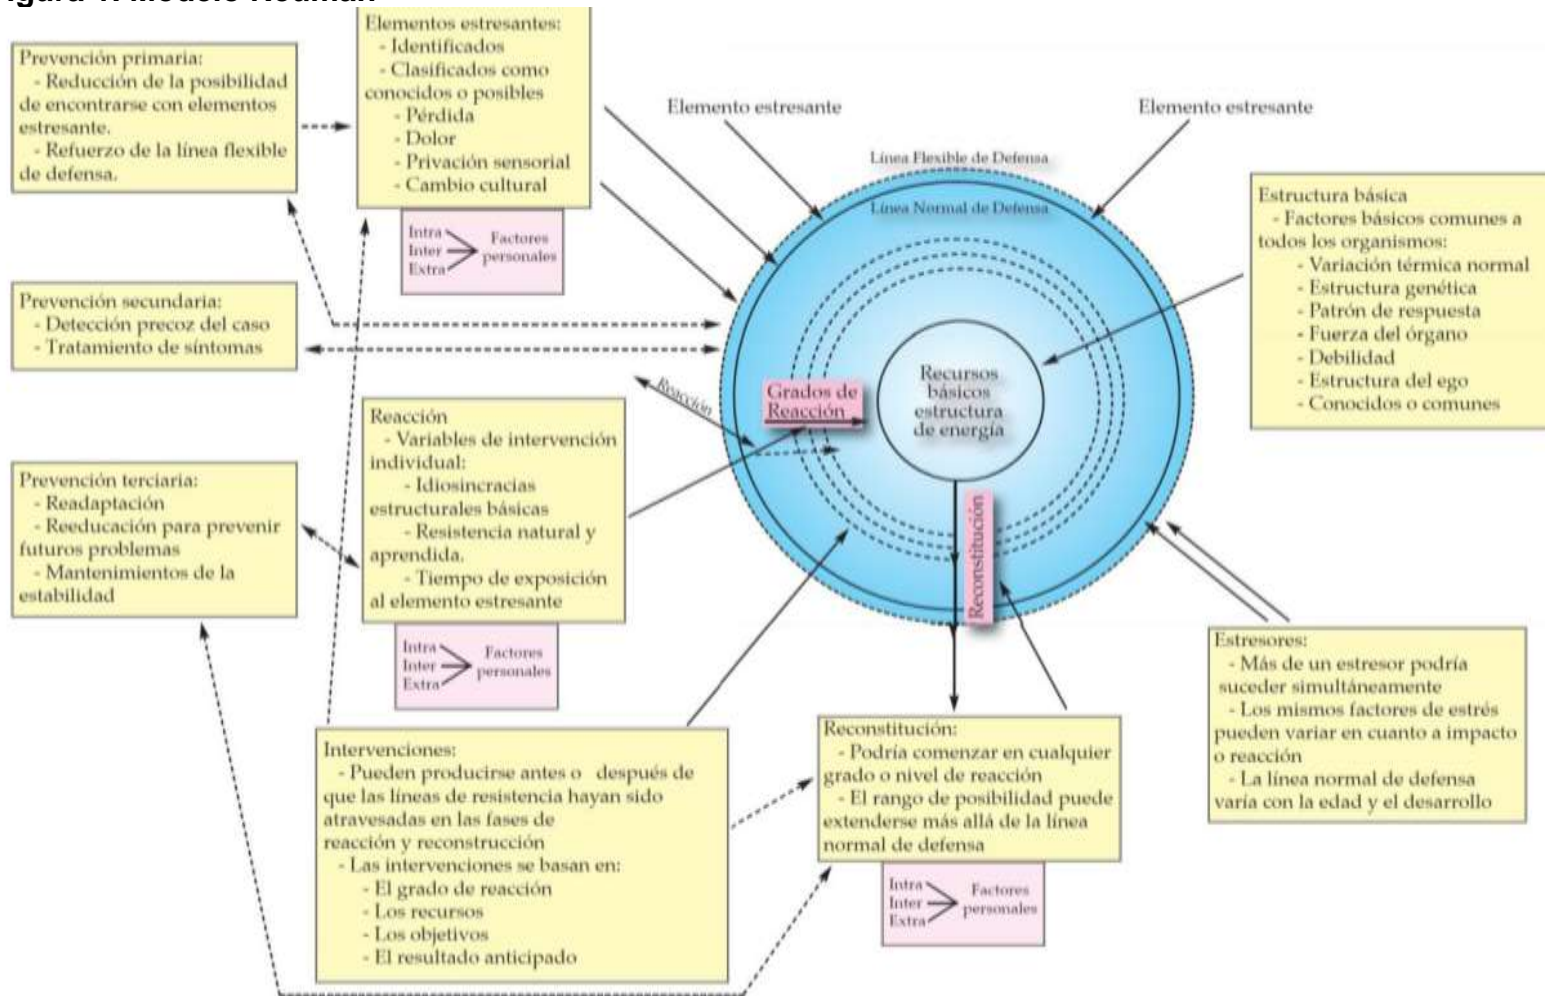 Figura 1. Modelo Neuman
Prevención primaria:
- Reducción de la posibilidad
de encontrarse con elementos
estresante.
- Refuerzo de la línea flexible
de defensa.
Elementos estresantes:
- Identificados
- Clasificados como
conocidos o posibles
- Pérdida
- Dolor
- Privación sensorial
- Cambio cultural
Intra
Inter
Extra
Factores
personales
Elemento estresante
Elemento estresante
Línea Flexible de Defensa
Línea Normal de Defensa
Estructura básica
- Factores básicos comunes a
todos los organismos:
- Variación térmica normal
- Estructura genética
- Patrón de respuesta
- Fuerza del órgano
- Debilidad
- Estructura del ego
- Conocidos o comunes
Prevención secundaria:
- Detección precoz del caso
- Tratamiento de síntomas
Reacción
Grados de
Reacción
Recursos
básicos
estructura
de energía
Reacción
- Variables de intervención
individual:
- Idiosincracias
estructurales básicas
- Resistencia natural y
aprendida.
- Tiempo de exposición
al elemento estresante
Intra
Inter
Extra
Factores
personales
Prevención terciaria:
- Readaptación
- Reeducación para prevenir
futuros problemas
- Mantenimientos de la
estabilidad
Reconstitución
Estresores:
- Más de un estresor podría
suceder simultáneamente
- Los mismos factores de estrés
pueden variar en cuanto a impacto
o reacción
- La línea normal de defensa
varía con la edad y el desarrollo
Intervenciones:
- Pueden producirse antes o después de
que las líneas de resistencia hayan sido
atravesadas en las fases de
reacción y reconstrucción
- Las intervenciones se basan en:
- El grado de reacción
- Los recursos
- Los objetivos
- El resultado anticipado
Reconstitución:
- Podría comenzar en cualquier
grado o nivel de reacción
- El rango de posibilidad puede
extenderse más allá de la línea
normal de defensa
Intra
Inter
Extra
Factores
personales